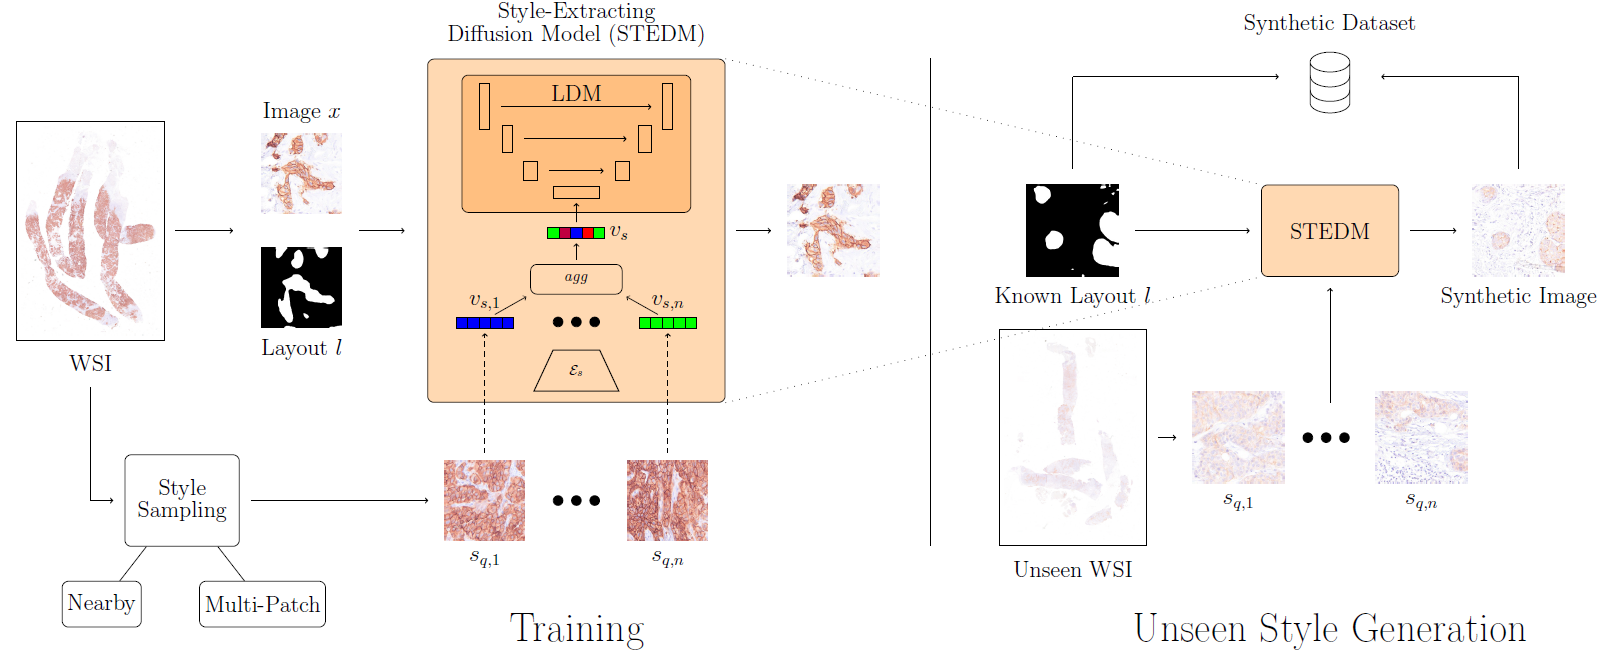 Style-Extracting
Diffusion Model (STEDM)
LDM
Image x
Layout l
WSI
v_s
agg
v_{s,1}
v_{s,n}
ℰ_s
Style
Sampling
Nearby
Multi-Patch
s_{q,1}
s_{q,n}
Training
Synthetic Dataset
STEDM
Known Layout l
Synthetic Image
Unseen WSI
s_{q,1}
s_{q,n}
Unseen Style Generation